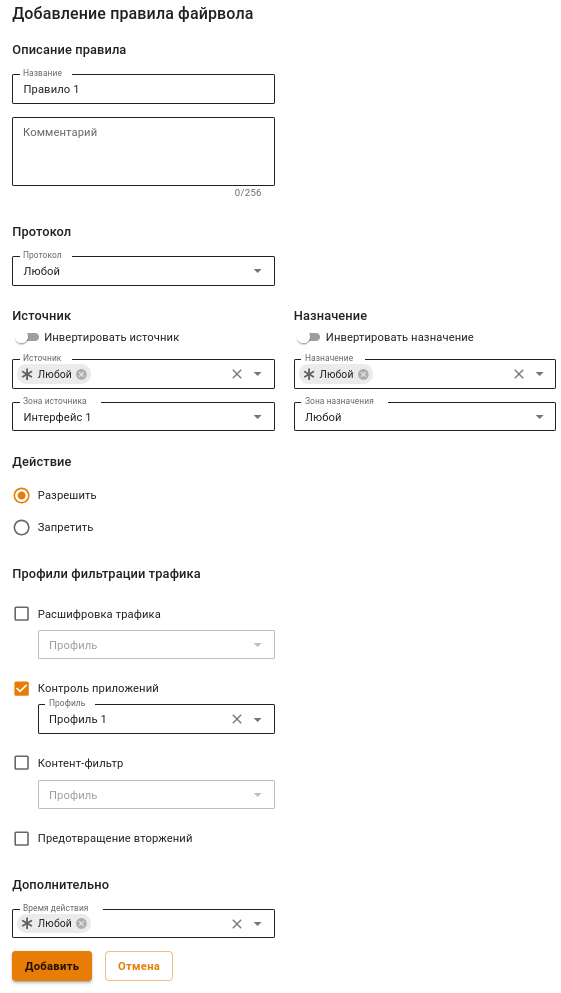 Добавление правила файрвола
Описание правила
Название
Правило 1
Комментарий
0/256
Протокол
Протокол
Любой
Источник
Инвертировать источник
Источник
Любой
Зона источника
Интерфейс 1
Назначение
Инвертировать назначение
Назначение
Любой
Зона назначения
Любой
Действие
Разрешить
Запретить
Профили фильтрации трафика
Расшифровка трафика
Профиль
Контроль приложений
Профиль
Профиль 1
Контент-фильтр
Профиль
Предотвращение вторжений
Дополнительно
Время действия
Любой
Добавить
Отмена